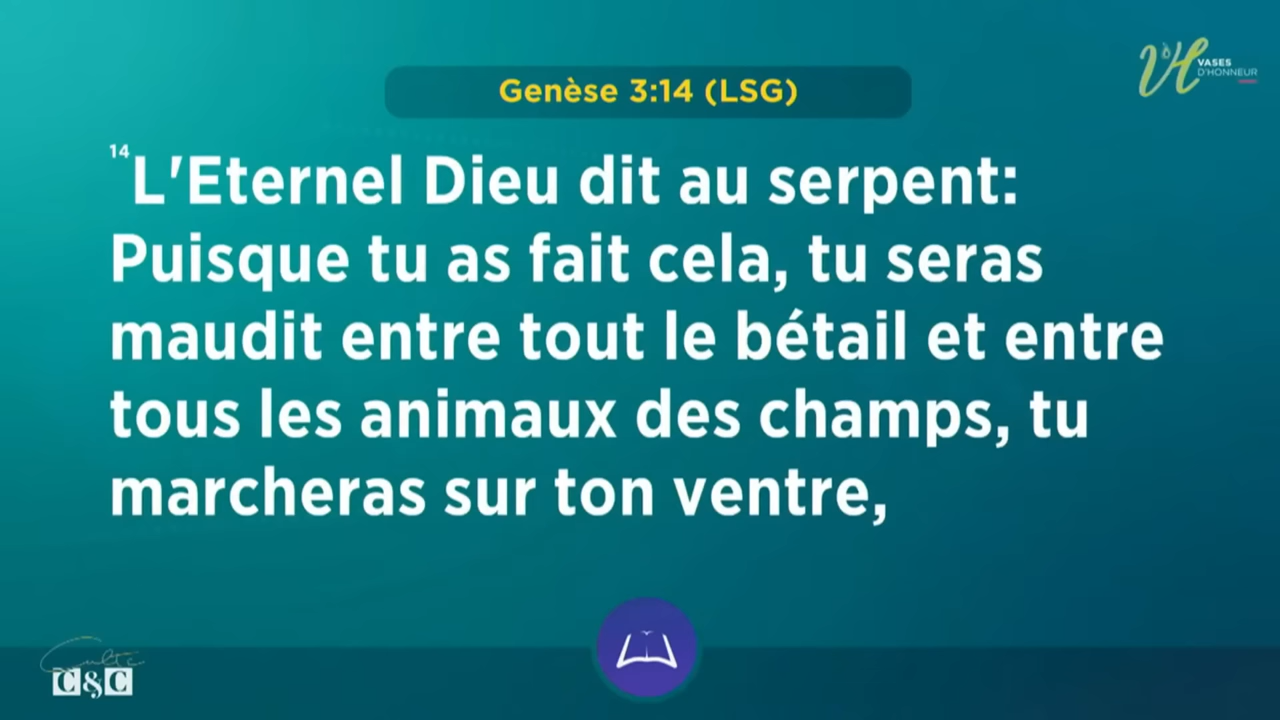 Genèse 3:14 (LSG)
VASES
D'HONNEUR
14 L'Eternel Dieu dit au serpent:
Puisque tu as fait cela, tu seras
maudit entre tout le bétail et entre
tous les animaux des champs, tu
marcheras sur ton ventre,
Culte
C&C